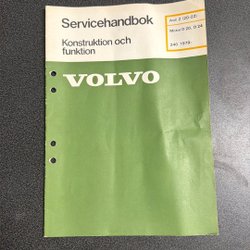 Servicehandbok
Konstruktion och
funktion
240 1979-
VOLVO